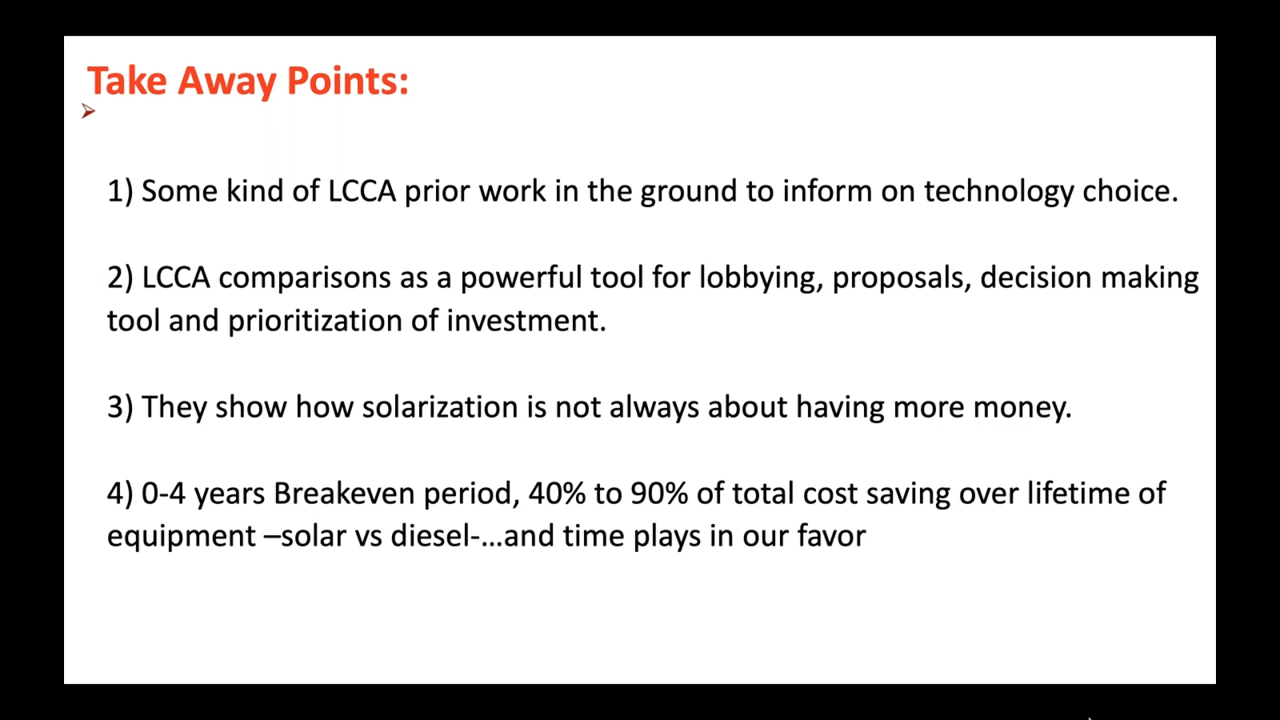 Take Away Points:
1) Some kind of LCCA prior work in the ground to inform on technology choice.
2) LCCA comparisons as a powerful tool for lobbying, proposals, decision making
tool and prioritization of investment.
3) They show how solarization is not always about having more money.
4) 0-4 years Breakeven period, 40% to 90% of total cost saving over lifetime of
equipment –solar vs diesel-…and time plays in our favor